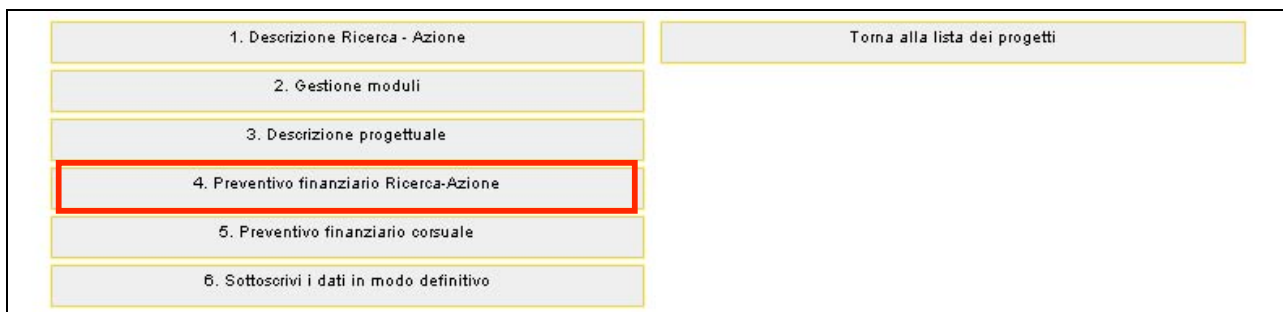 1. Descrizione Ricerca - Azione
Torna alla lista dei progetti
2. Gestione moduli
3. Descrizione progettuale
4. Preventivo finanziario Ricerca-Azione
5. Preventivo finanziario corsuale
6. Sottoscrivi i dati in modo definitivo